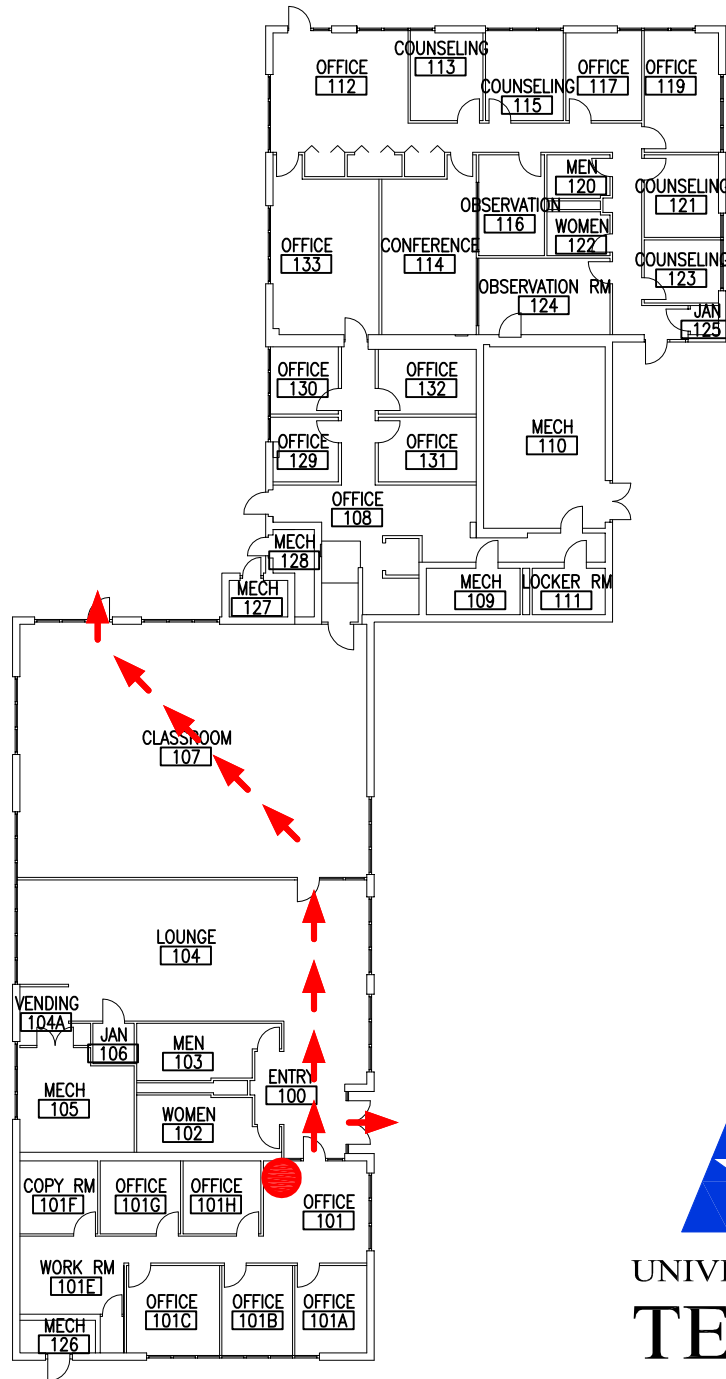 COUNSELING
113
OFFICE
112
COUNSELING
115
OFFICE
117
OFFICE
119
MEN
120
COUNSELING
121
OBSERVATION
116
WOMEN
122
OFFICE
133
CONFERENCE
114
COUNSELING
123
OBSERVATION RM
124
JAN
125
OFFICE
130
OFFICE
132
OFFICE
129
OFFICE
131
MECH
110
OFFICE
108
MECH
128
MECH
127
MECH
109
LOCKER RM
111
CLASSROOM
107
LOUNGE
104
VENDING
104A
JAN
106
MEN
103
ENTRY
100
MECH
105
WOMEN
102
COPY RM
101F
OFFICE
101G
OFFICE
101H
OFFICE
101
WORK RM
101E
OFFICE
101C
OFFICE
101B
OFFICE
101A
MECH
126
UNIVE
TE